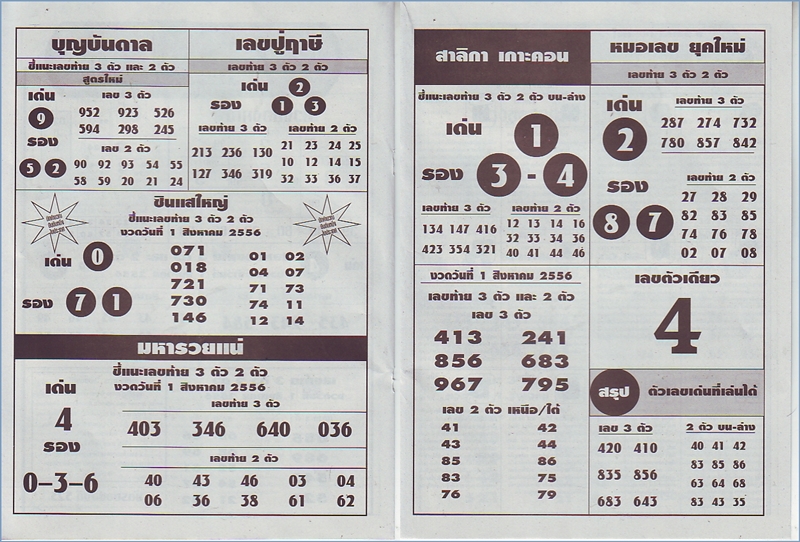 บุญบันดาล
ชี้แนะเลขท้าย 3 ตัว และ 2 ตัว
สูตรใหม่
เด่น
9
รอง
5 2
เลข 3 ตัว
952 923 526
594 298 245
เลข 2 ตัว
90 92 93 54 55
58 59 20 21 24
เลขปู่ฤาษี
เลขท้าย 3 ตัว 2 ตัว
เด่น 2
รอง 1 3
เลขท้าย 3 ตัว
213 236 130
127 346 319
เลขท้าย 2 ตัว
21 23 24 25
10 12 14 15
32 33 36 37
ซินแสใหญ่
ชี้แนะเลขท้าย 3 ตัว 2 ตัว
งวดวันที่ 1 สิงหาคม 2556
เด่น 0
รอง 7 1
071
018
721
730
146
01 02
04 07
71 73
74 11
12 14
มหารวยแน่
ชี้แนะเลขท้าย 3 ตัว 2 ตัว
งวดวันที่ 1 สิงหาคม 2556
เด่น
4
รอง
0-3-6
เลขท้าย 3 ตัว
403 346 640 036
เลขท้าย 2 ตัว
40 43 46 03 04
06 36 38 61 62
สาลิกา เกาะคอน
ชี้แนะเลขท้าย 3 ตัว 2 ตัว บน-ล่าง
เด่น 1
รอง 3 - 4
เลขท้าย 3 ตัว
134 147 416
423 354 321
เลขท้าย 2 ตัว
12 13 14 16
32 33 34 36
40 41 44 46
งวดวันที่ 1 สิงหาคม 2556
เลขท้าย 3 ตัว และ 2 ตัว
เลข 3 ตัว
413 241
856 683
967 795
เลข 2 ตัว เหนือ/ใต้
41 42
43 44
85 86
83 75
76 79
หมอเลข ยุคใหม่
เลขท้าย 3 ตัว 2 ตัว
เด่น
2
รอง
8 7
เลขท้าย 3 ตัว
287 274 732
780 857 842
เลขท้าย 2 ตัว
27 28 29
82 83 85
74 76 78
02 07 08
เลขตัวเดียว
4
สรุป ตัวเลขเด่นที่เล่นได้
เลข 3 ตัว
420 410
835 856
683 643
2 ตัว บน-ล่าง
40 41 42
83 85 86
63 64 68
83 43 35